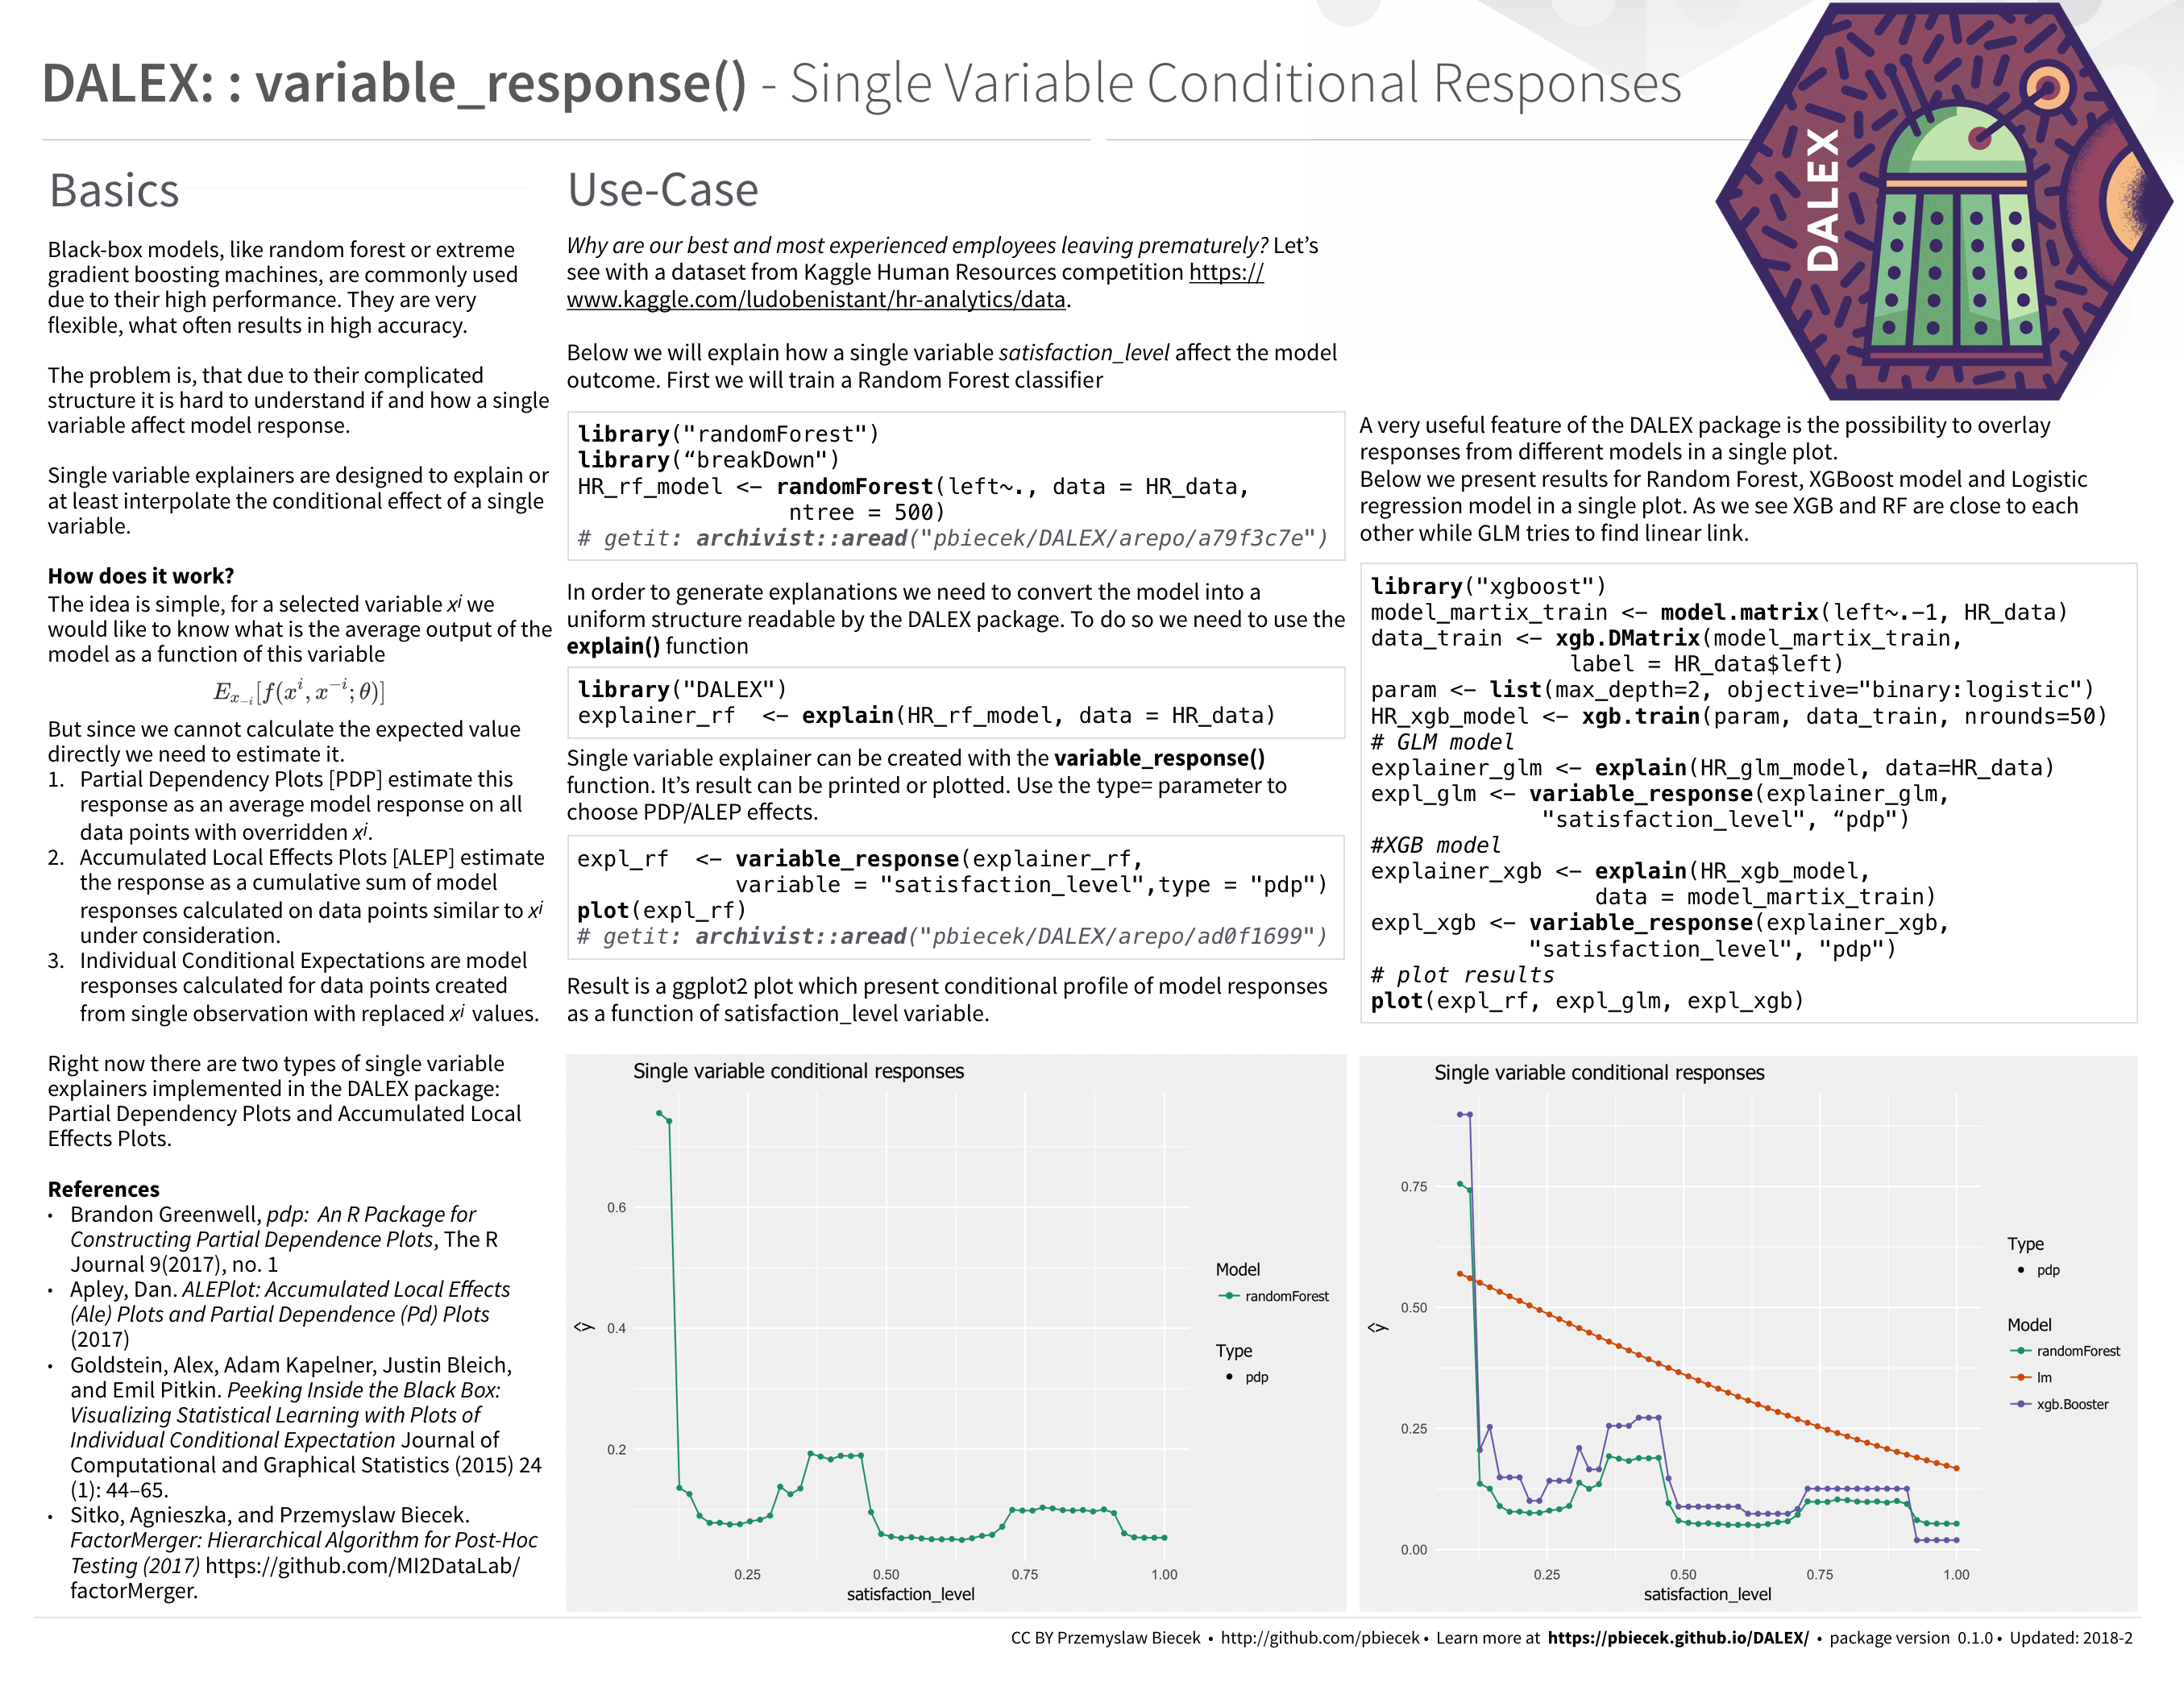 DALEX: : variable_response() - Single Variable Conditional Responses
DALEX
Basics
Black-box models, like random forest or extreme
gradient boosting machines, are commonly used
due to their high performance. They are very
flexible, what often results in high accuracy.
The problem is, that due to their complicated
structure it is hard to understand if and how a single
variable affect model response.
Single variable explainers are designed to explain or
at least interpolate the conditional effect of a single
variable.
How does it work?
The idea is simple, for a selected variable xⁱ we
would like to know what is the average output of the
model as a function of this variable
E_{x_{-i}}[f(x^i, x^{-i}; θ)]
But since we cannot calculate the expected value
directly we need to estimate it.
1. Partial Dependency Plots [PDP] estimate this
response as an average model response on all
data points with overridden xⁱ.
2. Accumulated Local Effects Plots [ALEP] estimate
the response as a cumulative sum of model
responses calculated on data points similar to xⁱ
under consideration.
3. Individual Conditional Expectations are model
responses calculated for data points created
from single observation with replaced xⁱ values.
Right now there are two types of single variable
explainers implemented in the DALEX package:
Partial Dependency Plots and Accumulated Local
Effects Plots.
References
• Brandon Greenwell, pdp: An R Package for
Constructing Partial Dependence Plots, The R
Journal 9(2017), no. 1
• Apley, Dan. ALEPlot: Accumulated Local Effects
(Ale) Plots and Partial Dependence (Pd) Plots
(2017)
• Goldstein, Alex, Adam Kapelner, Justin Bleich,
and Emil Pitkin. Peeking Inside the Black Box:
Visualizing Statistical Learning with Plots of
Individual Conditional Expectation Journal of
Computational and Graphical Statistics (2015) 24
(1): 44–65.
• Sitko, Agnieszka, and Przemyslaw Biecek.
FactorMerger: Hierarchical Algorithm for Post-Hoc
Testing (2017) https://github.com/MI2DataLab/
factorMerger.
Use-Case
Why are our best and most experienced employees leaving prematurely? Let’s
see with a dataset from Kaggle Human Resources competition https://
www.kaggle.com/ludobenistant/hr-analytics/data.
Below we will explain how a single variable satisfaction_level affect the model
outcome. First we will train a Random Forest classifier
library("randomForest")
library(“breakDown")
HR_rf_model <- randomForest(left~., data = HR_data,
ntree = 500)
# getit: archivist::aread("pbiecek/DALEX/arepo/a79f3c7e")
In order to generate explanations we need to convert the model into a
uniform structure readable by the DALEX package. To do so we need to use the
explain() function
library("DALEX")
explainer_rf <- explain(HR_rf_model, data = HR_data)
Single variable explainer can be created with the variable_response()
function. It’s result can be printed or plotted. Use the type= parameter to
choose PDP/ALEP effects.
expl_rf <- variable_response(explainer_rf,
variable = "satisfaction_level",type = "pdp")
plot(expl_rf)
# getit: archivist::aread("pbiecek/DALEX/arepo/ad0f1699")
Result is a ggplot2 plot which present conditional profile of model responses
as a function of satisfaction_level variable.
Single variable conditional responses
0.6
0.4
0.2
ŷ
0.25 0.50 0.75 1.00
satisfaction_level
Model
randomForest
Type
pdp
A very useful feature of the DALEX package is the possibility to overlay
responses from different models in a single plot.
Below we present results for Random Forest, XGBoost model and Logistic
regression model in a single plot. As we see XGB and RF are close to each
other while GLM tries to find linear link.
library("xgboost")
model_martix_train <- model.matrix(left~.-1, HR_data)
data_train <- xgb.DMatrix(model_martix_train,
label = HR_data$left)
param <- list(max_depth=2, objective="binary:logistic")
HR_xgb_model <- xgb.train(param, data_train, nrounds=50)
# GLM model
explainer_glm <- explain(HR_glm_model, data=HR_data)
expl_glm <- variable_response(explainer_glm,
"satisfaction_level", “pdp")
#XGB model
explainer_xgb <- explain(HR_xgb_model,
data = model_martix_train)
expl_xgb <- variable_response(explainer_xgb,
"satisfaction_level", "pdp")
# plot results
plot(expl_rf, expl_glm, expl_xgb)
Single variable conditional responses
0.75
0.50
0.25
0.00
ŷ
0.25 0.50 0.75 1.00
satisfaction_level
Type
pdp
Model
randomForest
lm
xgb.Booster
CC BY Przemyslaw Biecek • http://github.com/pbiecek • Learn more at https://pbiecek.github.io/DALEX/ • package version 0.1.0 • Updated: 2018-2